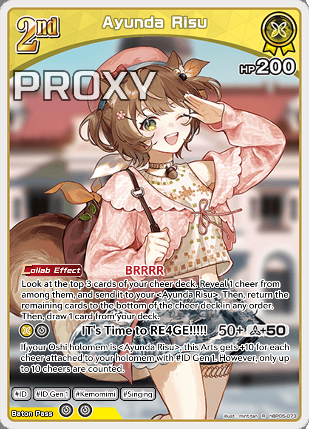 2nd
Ayunda Risu
HP200
PROXY
Collab Effect
BRRRR
Look at the top 3 cards of your cheer deck. Reveal 1 cheer from
among them, and send it to your <Ayunda Risu>. Then, return the
remaining cards to the bottom of the cheer deck in any order.
Then, draw 1 card from your deck.
IT's Time to RE4GE!!!!! 50+ +50
If your Oshi holomem is <Ayunda Risu>, this Arts gets +10 for each
cheer attached to your holomem with #ID Gen1. However, only up
to 10 cheers are counted.
#ID #ID Gen 1 #Kemomimi #Singing
Baton Pass
illust: mintitan R hBP05-073